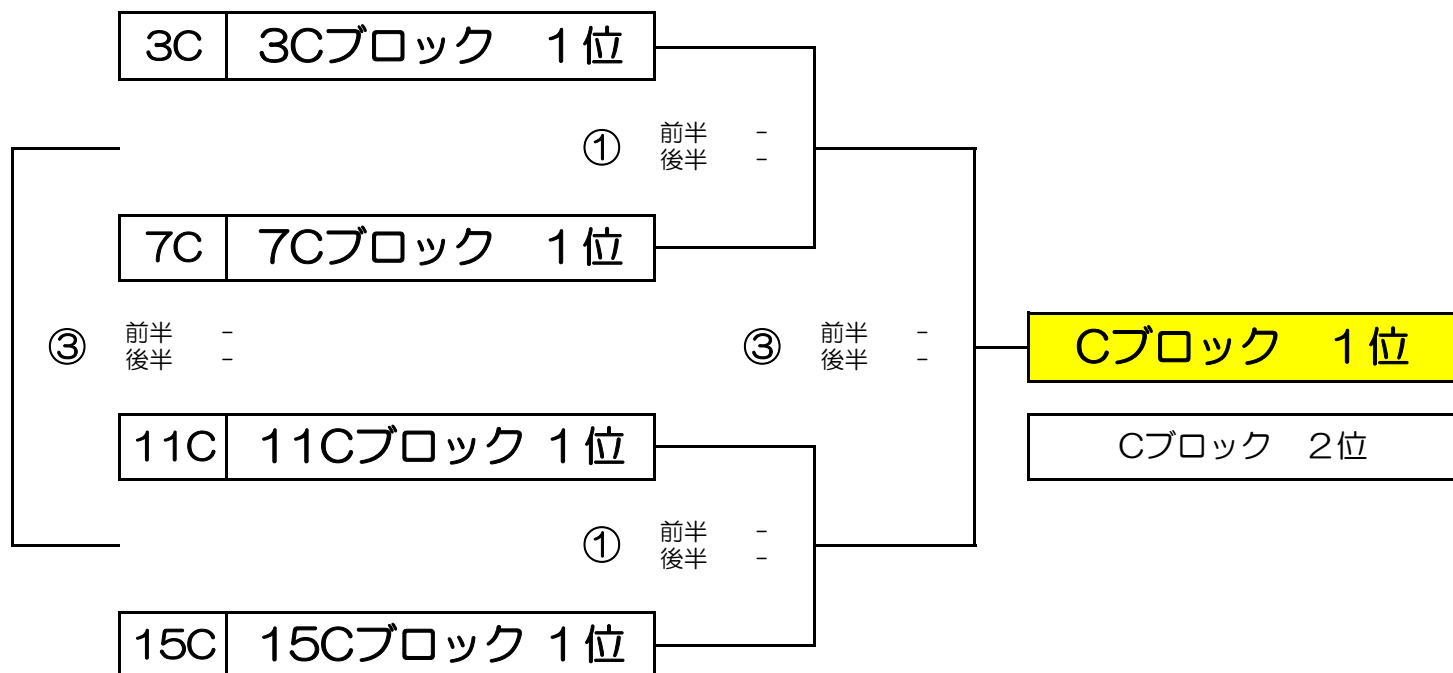 3C 3Cブロック　１位
① 前半 -
後半 -
7C 7Cブロック　１位
③ 前半 -
後半 -
③ 前半 -
後半 -
Cブロック　１位
11C 11Cブロック １位
Cブロック　２位
① 前半 -
後半 -
15C 15Cブロック １位